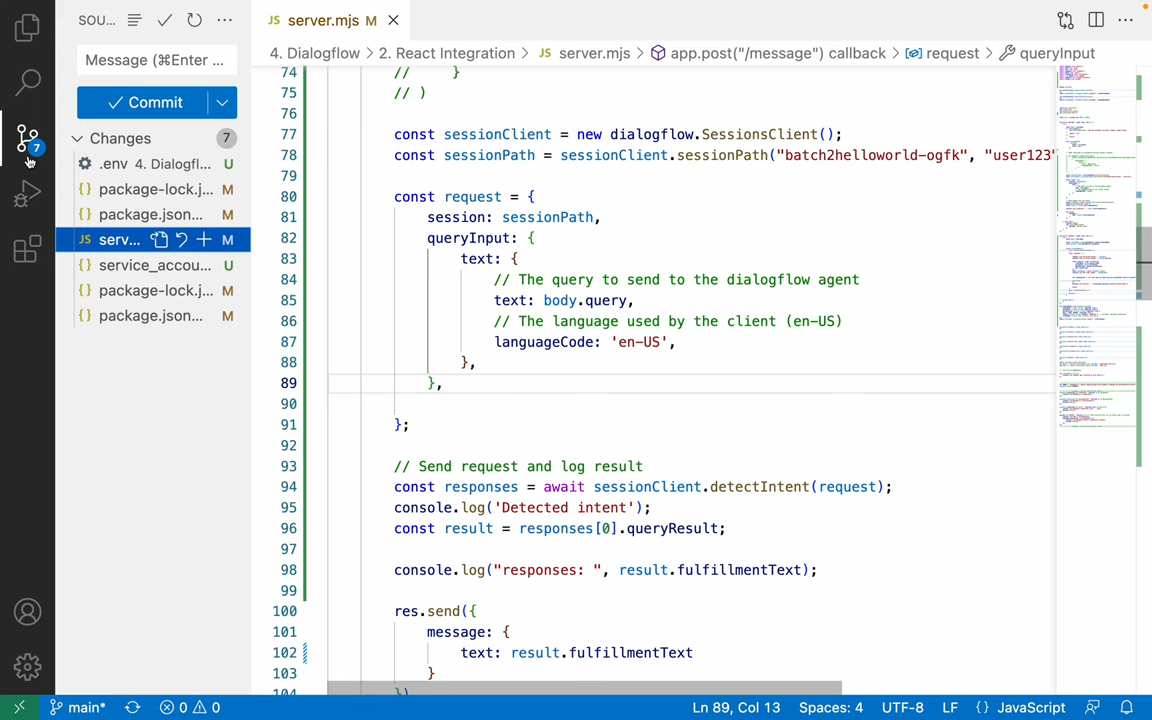 SOU...
JS server.mjs M
4. Dialogflow > 2. React Integration > JS server.mjs > app.post("/message") callback > request > queryInput
Message (⌘Enter ...
Commit
Changes 7
.env 4. Dialogfl... U
{} package-lock.j... M
{} package.json... M
JS serv... M
{} service_accou... U
{} package-lock.j... M
{} package.json... M
7
74 // }
75 // )
76
77 const sessionClient = new dialogflow.SessionsClient();
78 const sessionPath = sessionClient.sessionPath("batch2helloworld-ogfk", "user123"
79
80 const request = {
81 session: sessionPath,
82 queryInput: {
83 text: {
84 // The query to send to the dialogflow agent
85 text: body.query,
86 // The language used by the client (en-US)
87 languageCode: 'en-US',
88 },
89 },
90
91 };
92
93 // Send request and log result
94 const responses = await sessionClient.detectIntent(request);
95 console.log('Detected intent');
96 const result = responses[0].queryResult;
97
98 console.log("responses: ", result.fulfillmentText);
99
100 res.send({
101 message: {
102 text: result.fulfillmentText
103 }
104 })
main* 0 0 Ln 89, Col 13 Spaces: 4 UTF-8 LF {} JavaScript